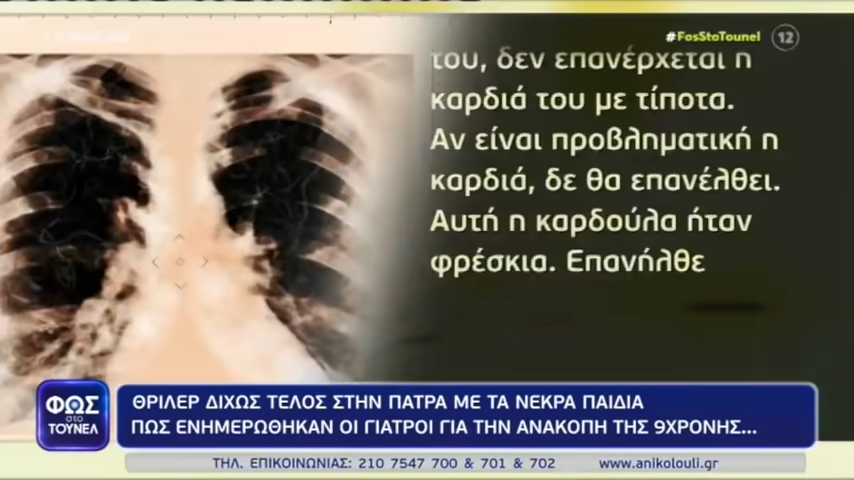 #FosStoTounel 12
του, δεν επανέρχεται η
καρδιά του με τίποτα.
Αν είναι προβληματική η
καρδιά, δε θα επανέλθει.
Αυτή η καρδούλα ήταν
φρέσκια. Επανήλθε
ΦΩΣ
στο
ΤΟΥΝΕΛ
ΘΡΙΛΕΡ ΔΙΧΩΣ ΤΕΛΟΣ ΣΤΗΝ ΠΑΤΡΑ ΜΕ ΤΑ ΝΕΚΡΑ ΠΑΙΔΙΑ
ΠΩΣ ΕΝΗΜΕΡΩΘΗΚΑΝ ΟΙ ΓΙΑΤΡΟΙ ΓΙΑ ΤΗΝ ΑΝΑΚΟΠΗ ΤΗΣ 9ΧΡΟΝΗΣ...
ΤΗΛ. ΕΠΙΚΟΙΝΩΝΙΑΣ: 210 7547 700 & 701 & 702 www.anikolouli.gr